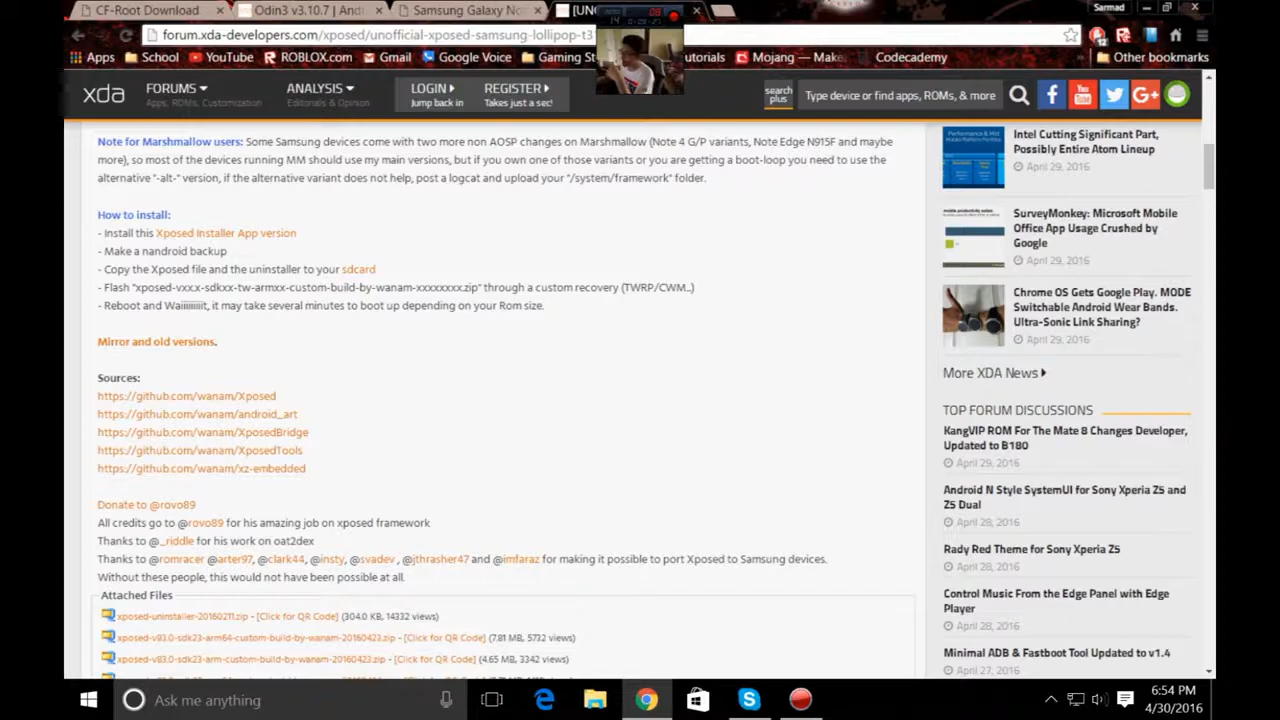 CF-Root Download
Odin3 v3.10.7 | And
Samsung Galaxy No
[UNO
08
14
Sarmad
forum.xda-developers.com/xposed/unofficial-xposed-samsung-lollipop-t3
Apps
School
YouTube
ROBLOX.com
Gmail
Google Voice
Gaming St
utorials
Mojang — Make
Codecademy
Other bookmarks
xda
FORUMS
Apps, ROMs, Customization
ANALYSIS
Editorials & Opinion
LOGIN
Jump back in
REGISTER
Takes just a sec!
search
plus
Type device or find apps, ROMs, & more
Note for Marshmallow users: Some Samsung devices come with two more non AOSP changes on Marshmallow (Note 4 G/P variants, Note Edge N915F and maybe
more), so most of the devices running MM should use my main versions, but if you own one of those variants or you are getting a boot-loop you need to use the
alternative "-alt-" version, if the alternative variant does not help, post a logcat and upload your "/system/framework" folder.
How to install:
- Install this Xposed Installer App version
- Make a nandroid backup
- Copy the Xposed file and the uninstaller to your sdcard
- Flash "xposed-vxx.x-sdkxx-tw-armxx-custom-build-by-wanam-xxxxxxxx.zip" through a custom recovery (TWRP/CWM..)
- Reboot and Waiiiiiiiiit, it may take several minutes to boot up depending on your Rom size.
Mirror and old versions.
Sources:
https://github.com/wanam/Xposed
https://github.com/wanam/android_art
https://github.com/wanam/XposedBridge
https://github.com/wanam/XposedTools
https://github.com/wanam/xz-embedded
Donate to @rovo89
All credits go to @rovo89 for his amazing job on xposed framework
Thanks to @_riddle for his work on oat2dex
Thanks to @romracer @arter97, @clark44, @insty, @svadev, @jthrasher47 and @imfaraz for making it possible to port Xposed to Samsung devices.
Without these people, this would not have been possible at all.
Attached Files
xposed-uninstaller-20160211.zip - [Click for QR Code] (304.0 KB, 14332 views)
xposed-v83.0-sdk23-arm64-custom-build-by-wanam-20160423.zip - [Click for QR Code] (7.81 MB, 5732 views)
xposed-v83.0-sdk23-arm-custom-build-by-wanam-20160423.zip - [Click for QR Code] (4.65 MB, 3342 views)
Intel Cutting Significant Part,
Possibly Entire Atom Lineup
April 29, 2016
SurveyMonkey: Microsoft Mobile
Office App Usage Crushed by
Google
April 29, 2016
Chrome OS Gets Google Play. MORE
Switchable Android Wear Bands.
Ultra-Sonic Link Sharing?
April 29, 2016
More XDA News
TOP FORUM DISCUSSIONS
KangVIP ROM For The Mate 8 Changes Developer,
Updated to B180
April 29, 2016
Android N Style SystemUI for Sony Xperia Z5 and
Z5 Dual
April 28, 2016
Rady Red Theme for Sony Xperia Z5
April 28, 2016
Control Music From the Edge Panel with Edge
Player
April 28, 2016
Minimal ADB & Fastboot Tool Updated to v1.4
April 27, 2016
Ask me anything
6:54 PM
4/30/2016